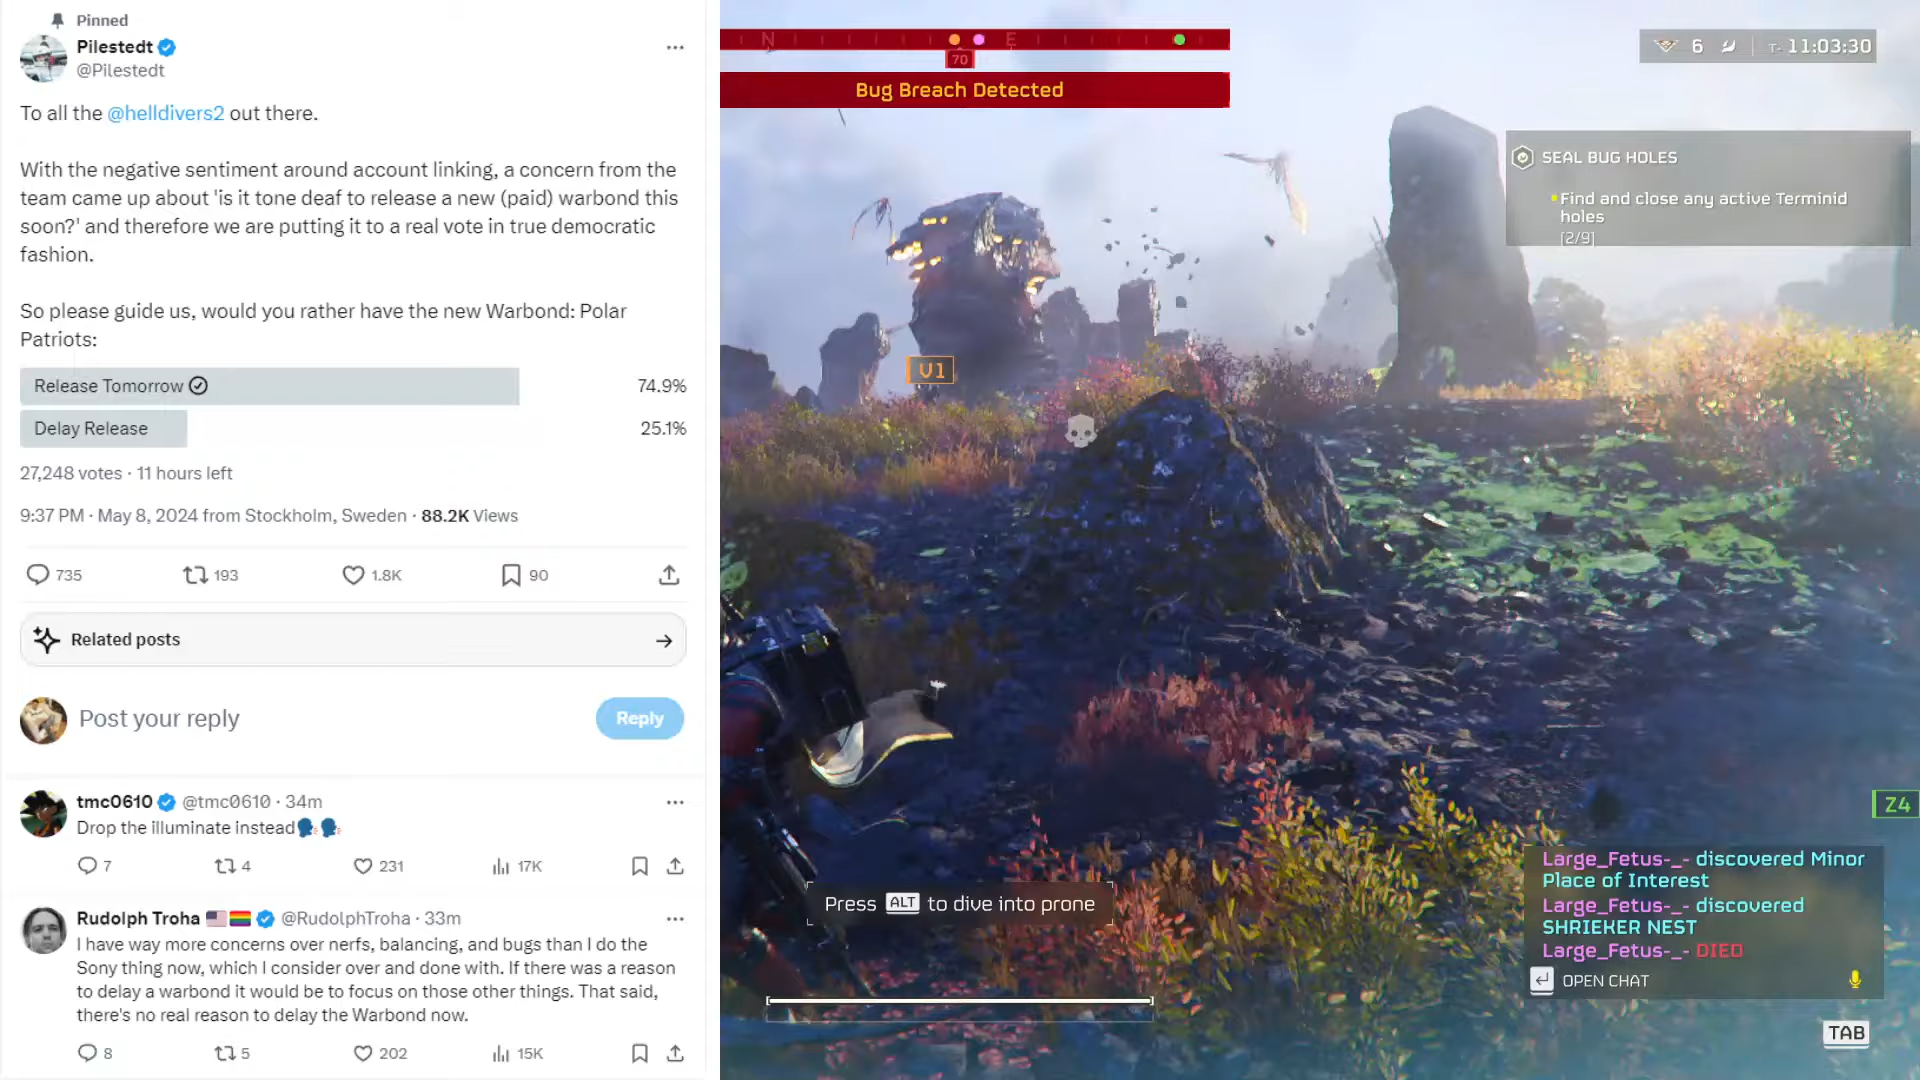 Pinned
Pilestedt
@Pilestedt
To all the @helldivers2 out there.
With the negative sentiment around account linking, a concern from the
team came up about 'is it tone deaf to release a new (paid) warbond this
soon?' and therefore we are putting it to a real vote in true democratic
fashion.
So please guide us, would you rather have the new Warbond: Polar
Patriots:
Release Tomorrow 74.9%
Delay Release 25.1%
27,248 votes · 11 hours left
9:37 PM · May 8, 2024 from Stockholm, Sweden · 88.2K Views
735 193 1.8K 90
Related posts
Post your reply
Reply
tmc0610 @tmc0610 · 34m
Drop the illuminate instead🗣️🗣️
7 4 231 17K
Rudolph Troha 🇺🇸🏳️‍🌈 @RudolphTroha · 33m
I have way more concerns over nerfs, balancing, and bugs than I do the
Sony thing now, which I consider over and done with. If there was a reason
to delay a warbond it would be to focus on those other things. That said,
there's no real reason to delay the Warbond now.
8 5 202 15K
N E
70
Bug Breach Detected
6 T- 11:03:30
SEAL BUG HOLES
Find and close any active Terminid
holes
[2/9]
U1
Z4
Press ALT to dive into prone
Large_Fetus-_- discovered Minor
Place of Interest
Large_Fetus-_- discovered
SHRIEKER NEST
Large_Fetus-_- DIED
OPEN CHAT
TAB